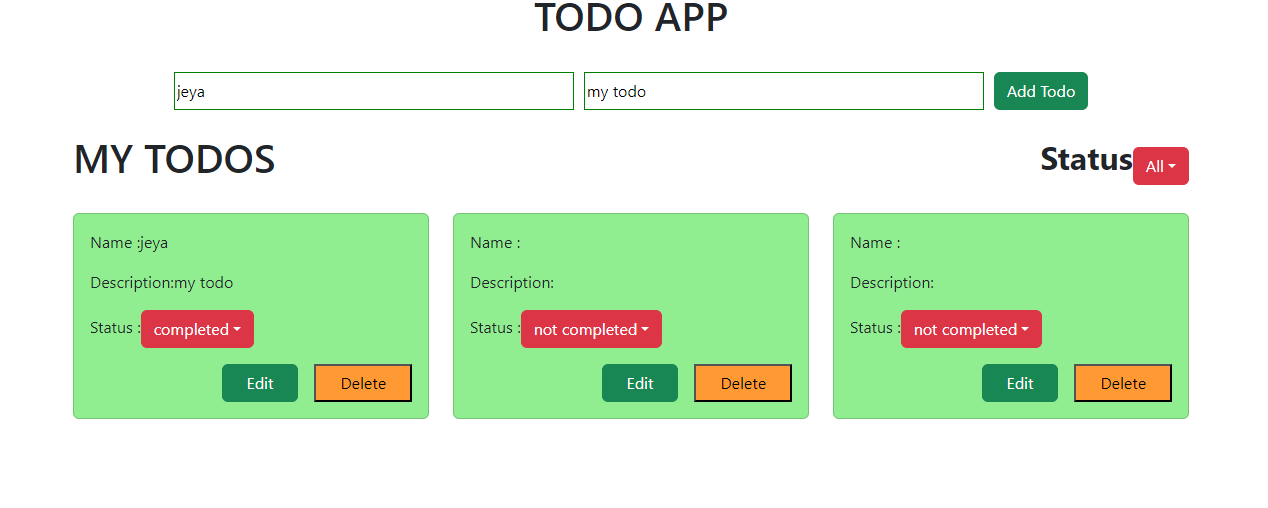 TODO APP
jeya my todo Add Todo
MY TODOS Status All
Name :jeya
Description:my todo
Status : completed
Edit Delete
Name :
Description:
Status : not completed
Edit Delete
Name :
Description:
Status : not completed
Edit Delete